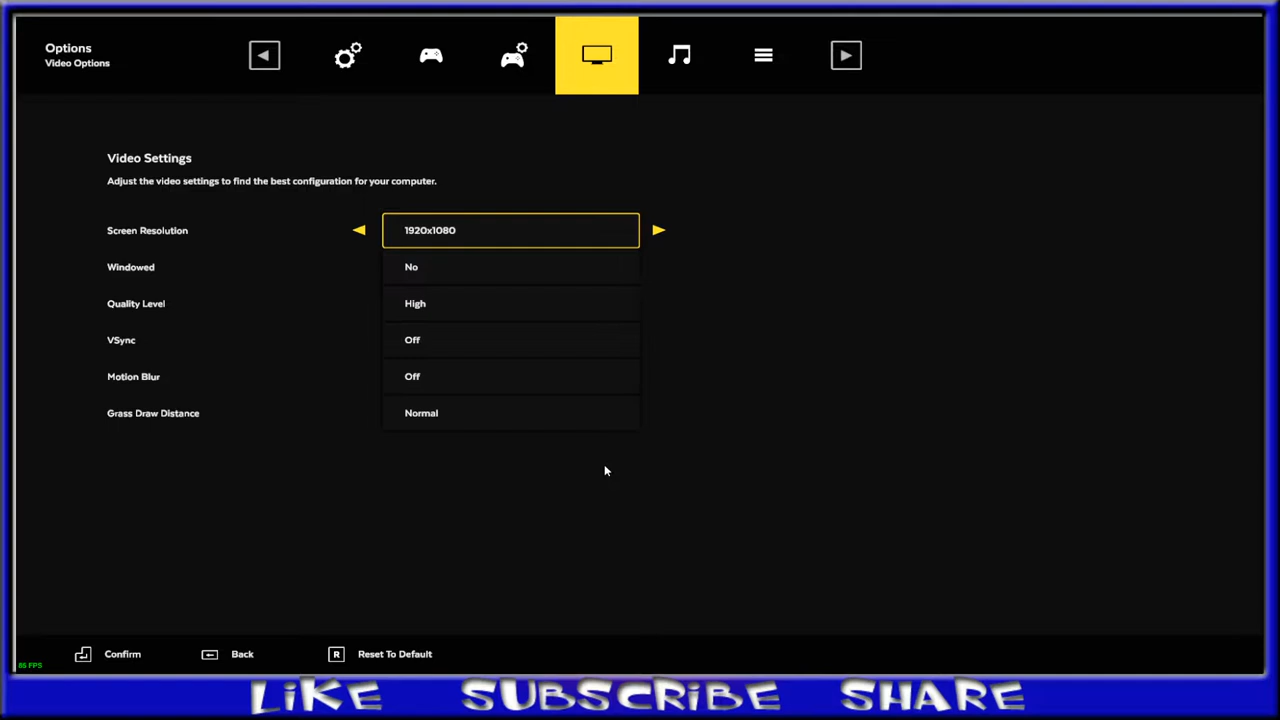 Options
Video Options
Video Settings
Adjust the video settings to find the best configuration for your computer.
Screen Resolution 1920x1080
Windowed No
Quality Level High
VSync Off
Motion Blur Off
Grass Draw Distance Normal
Confirm Back R Reset To Default
86 FPS
LiKE SUBSCRiBE SHARE